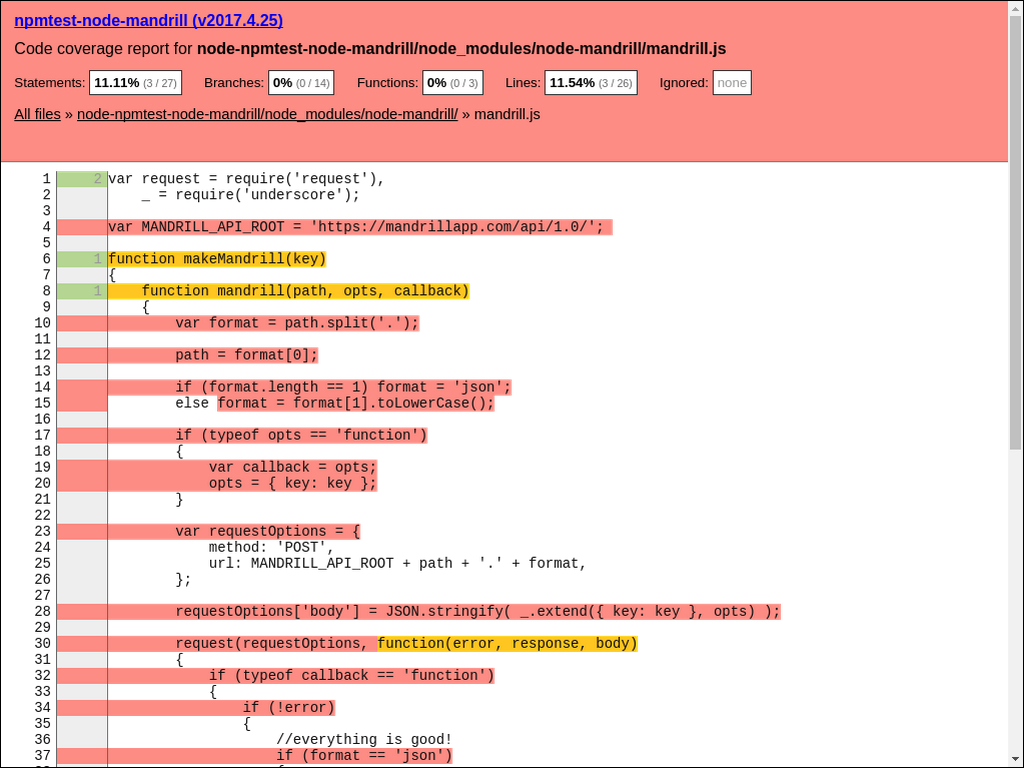 npmtest-node-mandrill (v2017.4.25)
Code coverage report for node-npmtest-node-mandrill/node_modules/node-mandrill/mandrill.js
Statements: 11.11% (3 / 27) Branches: 0% (0 / 14) Functions: 0% (0 / 3) Lines: 11.54% (3 / 26) Ignored: none
All files » node-npmtest-node-mandrill/node_modules/node-mandrill/ » mandrill.js
1 2 var request = require('request'),
2 _ = require('underscore');
3
4 var MANDRILL_API_ROOT = 'https://mandrillapp.com/api/1.0/';
5
6 1 function makeMandrill(key)
7 {
8 1 function mandrill(path, opts, callback)
9 {
10 var format = path.split('.');
11
12 path = format[0];
13
14 if (format.length == 1) format = 'json';
15 else format = format[1].toLowerCase();
16
17 if (typeof opts == 'function')
18 {
19 var callback = opts;
20 opts = { key: key };
21 }
22
23 var requestOptions = {
24 method: 'POST',
25 url: MANDRILL_API_ROOT + path + '.' + format,
26 };
27
28 requestOptions['body'] = JSON.stringify( _.extend({ key: key }, opts) );
29
30 request(requestOptions, function(error, response, body)
31 {
32 if (typeof callback == 'function')
33 {
34 if (!error)
35 {
36 //everything is good!
37 if (format == 'json')